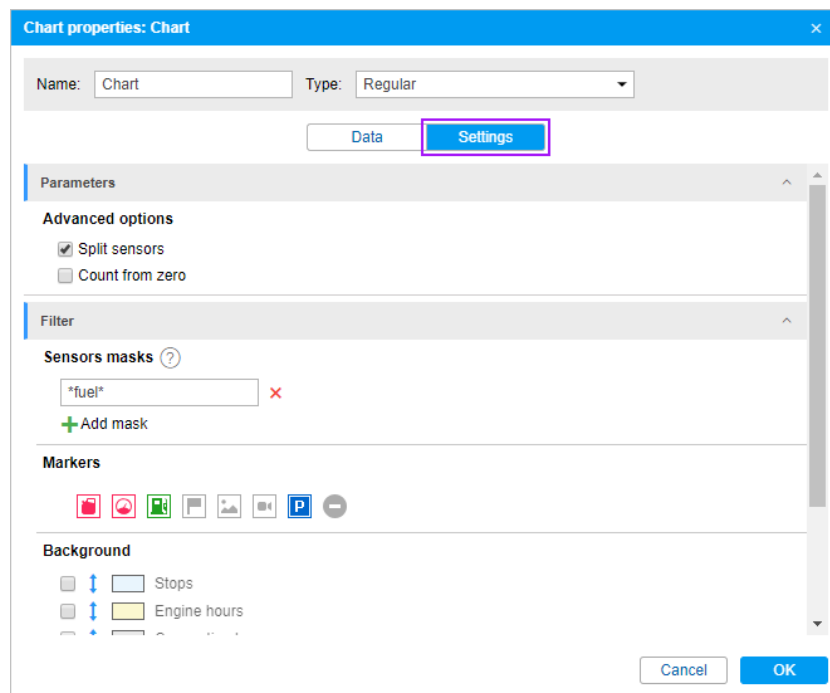 Chart properties: Chart
Name: Chart Type: Regular
Data Settings
Parameters
Advanced options
Split sensors
Count from zero
Filter
Sensors masks ?
*fuel*
Add mask
Markers
P
Background
Stops
Engine hours
Cancel OK